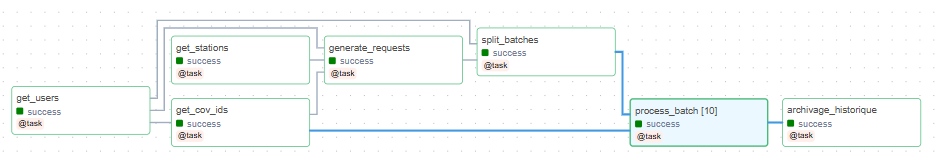 get_users
success
@task
get_stations
success
@task
get_cov_ids
success
@task
generate_requests
success
@task
split_batches
success
@task
process_batch [10]
success
@task
archivage_historique
success
@task